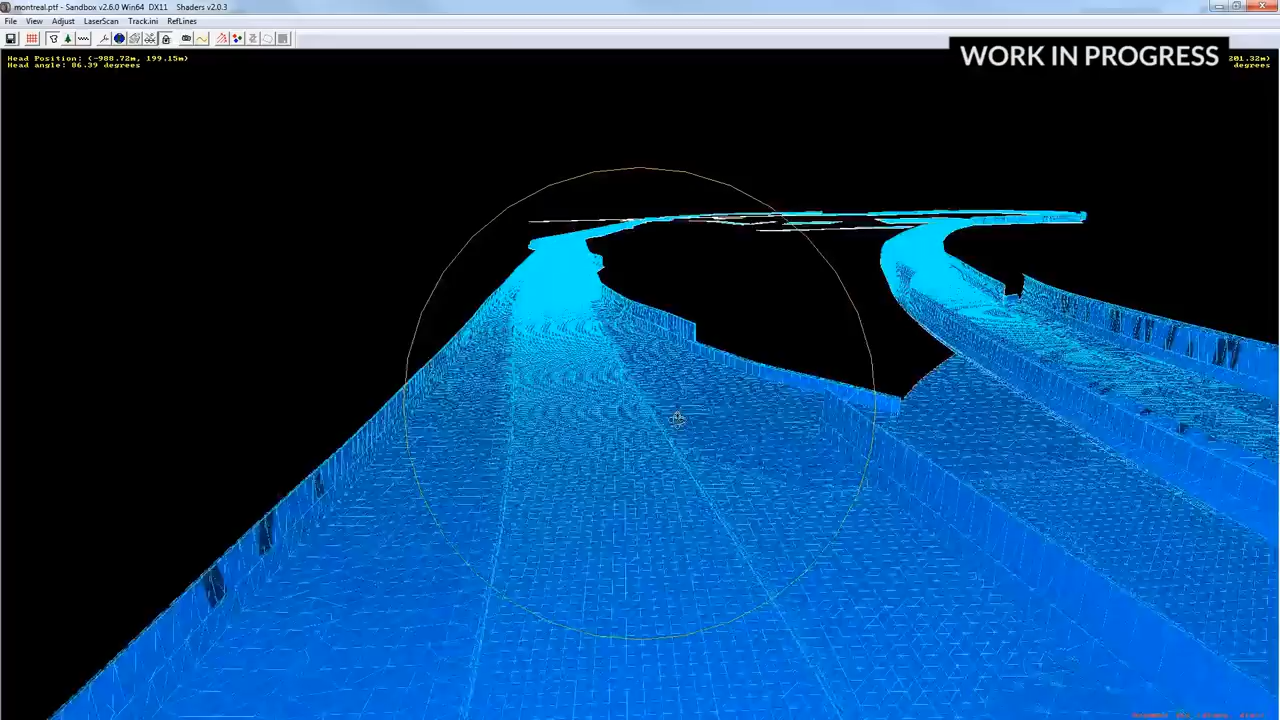 montreal.ptf - Sandbox v2.6.0 Win64 DX11 Shaders v2.0.3
File View Adjust LaserScan Track.ini RefLines
WORK IN PROGRESS
Head Position: (-988.72m, 199.15m)
201.32m)
Head angle: 86.39 degrees
degrees